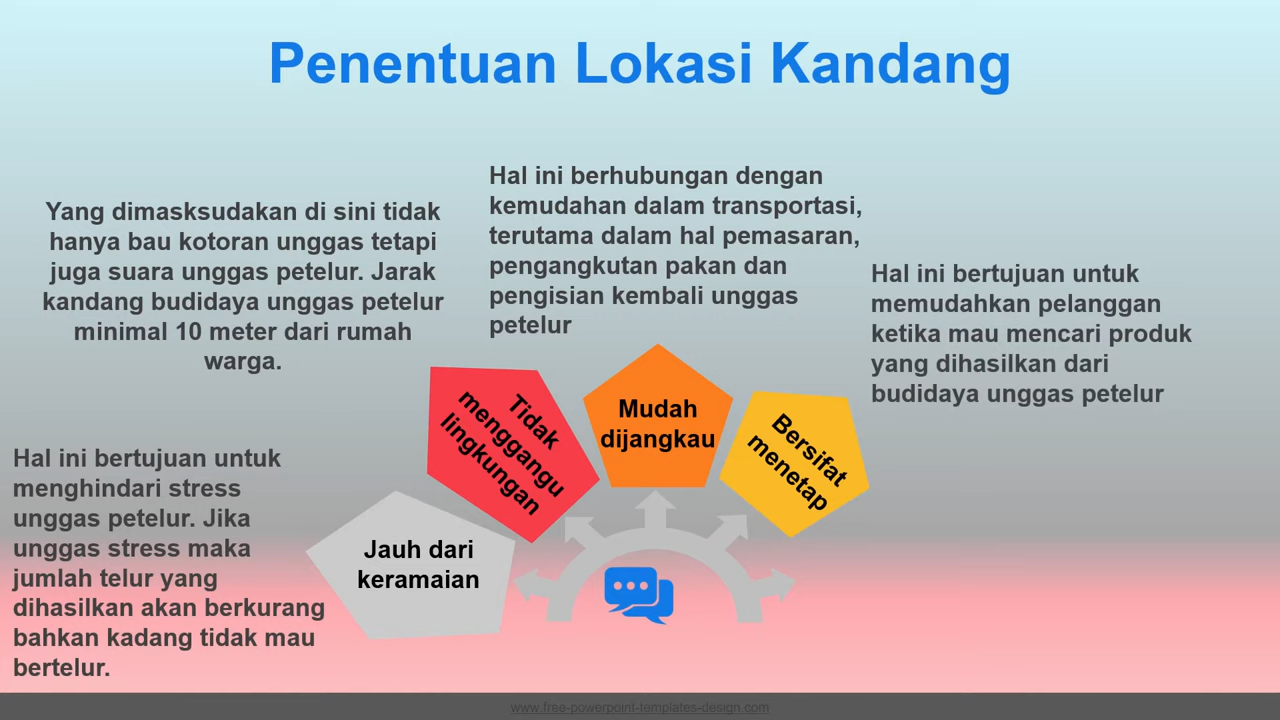 Penentuan Lokasi Kandang
Yang dimasksudakan di sini tidak
hanya bau kotoran unggas tetapi
juga suara unggas petelur. Jarak
kandang budidaya unggas petelur
minimal 10 meter dari rumah
warga.
Hal ini berhubungan dengan
kemudahan dalam transportasi,
terutama dalam hal pemasaran,
pengangkutan pakan dan
pengisian kembali unggas
petelur
Hal ini bertujuan untuk
memudahkan pelanggan
ketika mau mencari produk
yang dihasilkan dari
budidaya unggas petelur
Tidak
menggangu
lingkungan
Mudah
dijangkau
Bersifat
menetap
Hal ini bertujuan untuk
menghindari stress
unggas petelur. Jika
unggas stress maka
jumlah telur yang
dihasilkan akan berkurang
bahkan kadang tidak mau
bertelur.
Jauh dari
keramaian
www.free-powerpoint-templates-design.com